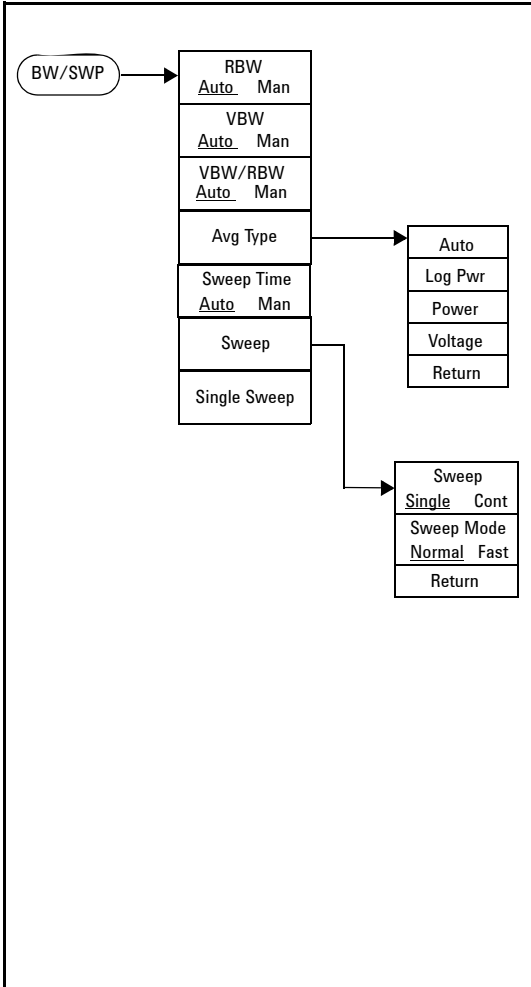 BW/SWP
RBW
Auto Man
VBW
Auto Man
VBW/RBW
Auto Man
Avg Type
Sweep Time
Auto Man
Sweep
Single Sweep
Auto
Log Pwr
Power
Voltage
Return
Sweep
Single Cont
Sweep Mode
Normal Fast
Return